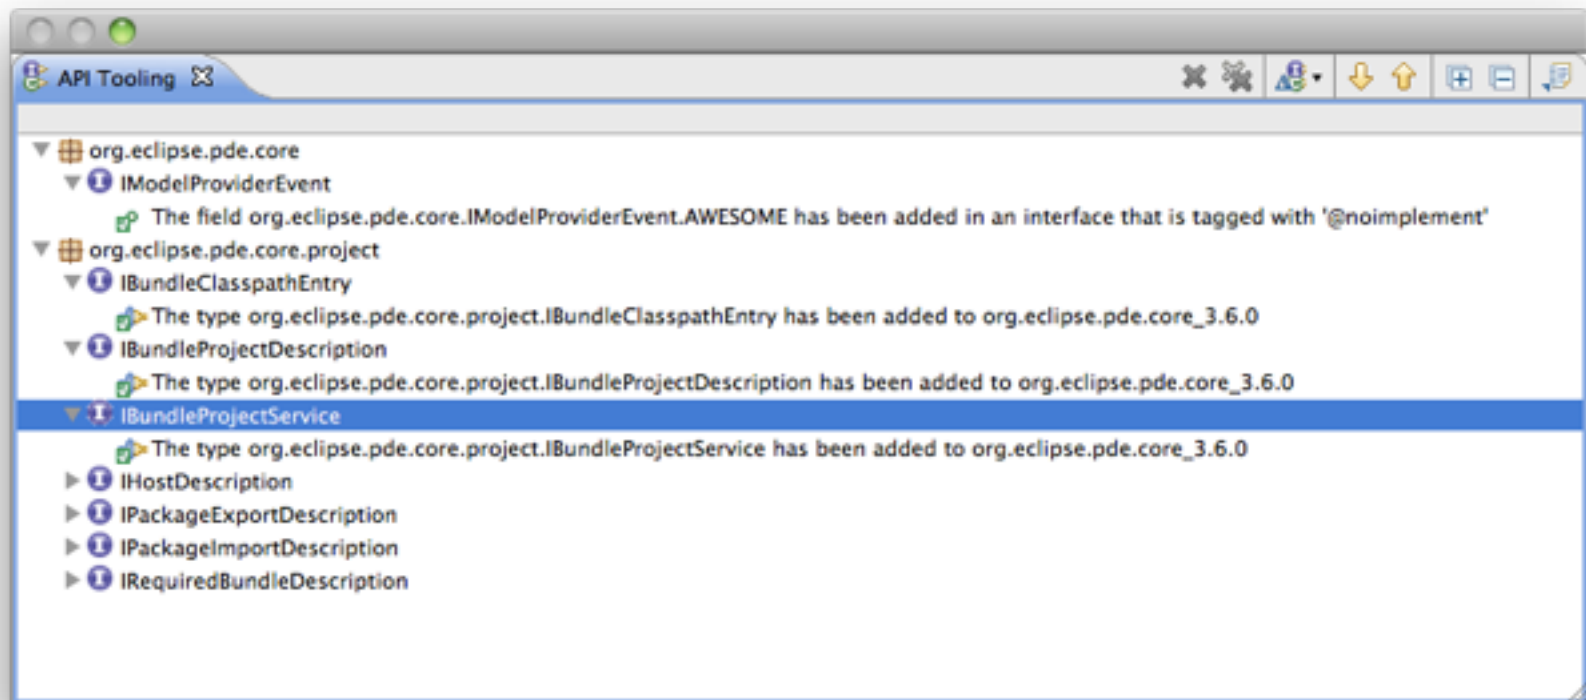 API Tooling
org.eclipse.pde.core
IModelProviderEvent
The field org.eclipse.pde.core.IModelProviderEvent.AWESOME has been added in an interface that is tagged with '@noimplement'
org.eclipse.pde.core.project
IBundleClasspathEntry
The type org.eclipse.pde.core.project.IBundleClasspathEntry has been added to org.eclipse.pde.core_3.6.0
IBundleProjectDescription
The type org.eclipse.pde.core.project.IBundleProjectDescription has been added to org.eclipse.pde.core_3.6.0
IBundleProjectService
The type org.eclipse.pde.core.project.IBundleProjectService has been added to org.eclipse.pde.core_3.6.0
IHostDescription
IPackageExportDescription
IPackageImportDescription
IRequiredBundleDescription